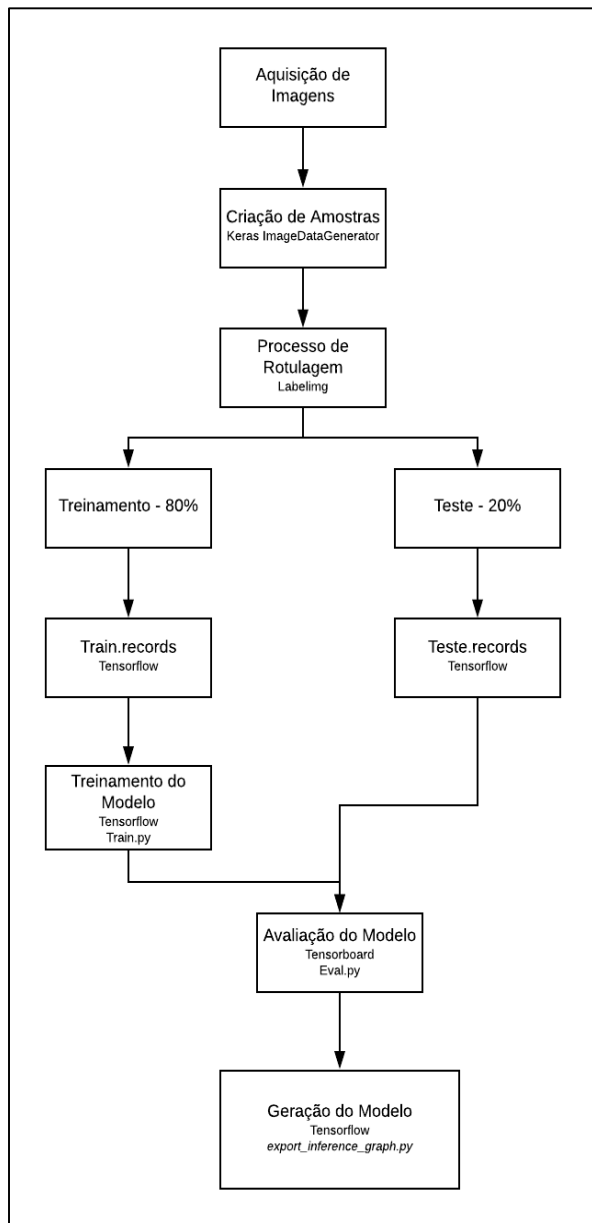 Aquisição de
Imagens
Criação de Amostras
Keras ImageDataGenerator
Processo de
Rotulagem
Labelimg
Treinamento - 80%
Teste - 20%
Train.records
Tensorflow
Teste.records
Tensorflow
Treinamento do
Modelo
Tensorflow
Train.py
Avaliação do Modelo
Tensorboard
Eval.py
Geração do Modelo
Tensorflow
export_inference_graph.py